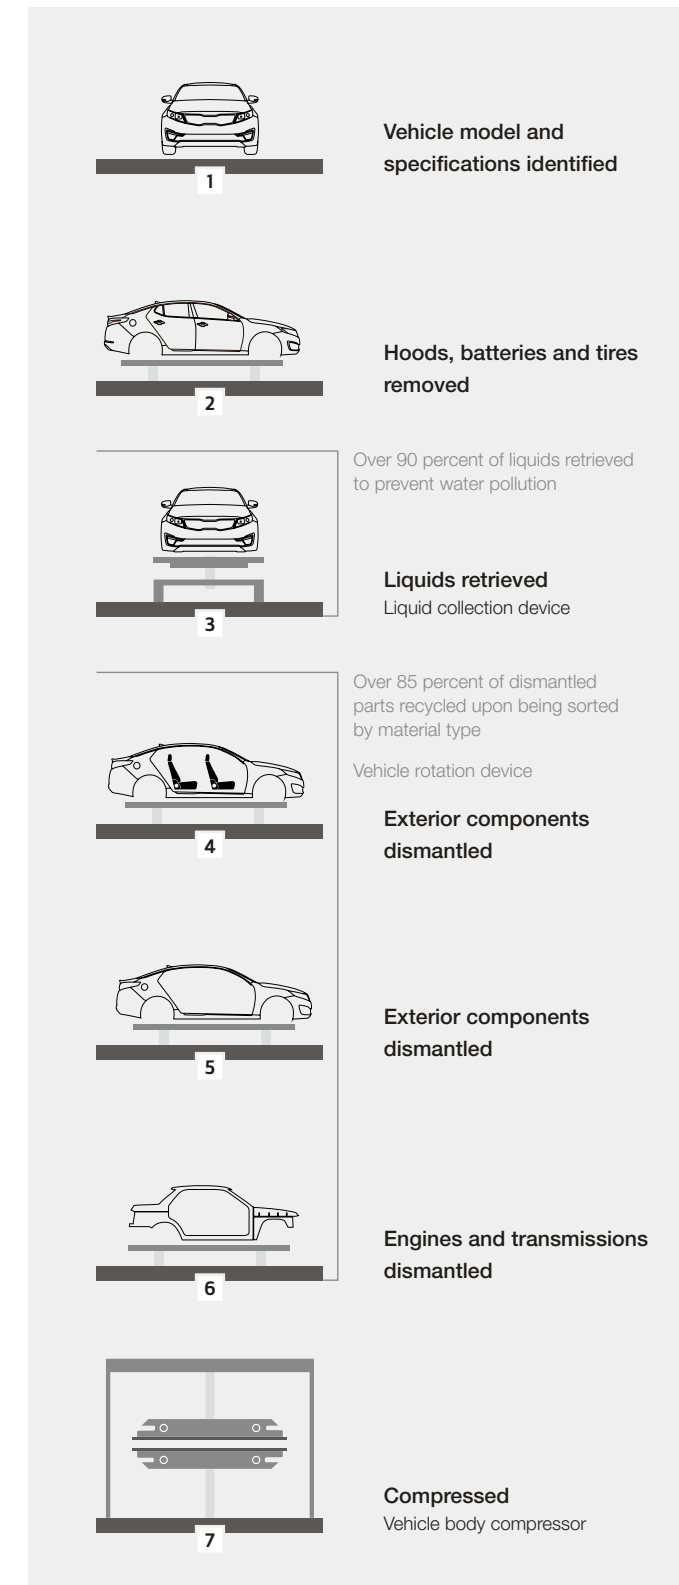 Vehicle model and
specifications identified
1
Hoods, batteries and tires
removed
2
Over 90 percent of liquids retrieved
to prevent water pollution
Liquids retrieved
Liquid collection device
3
Over 85 percent of dismantled
parts recycled upon being sorted
by material type
Vehicle rotation device
Exterior components
dismantled
4
Exterior components
dismantled
5
Engines and transmissions
dismantled
6
Compressed
Vehicle body compressor
7